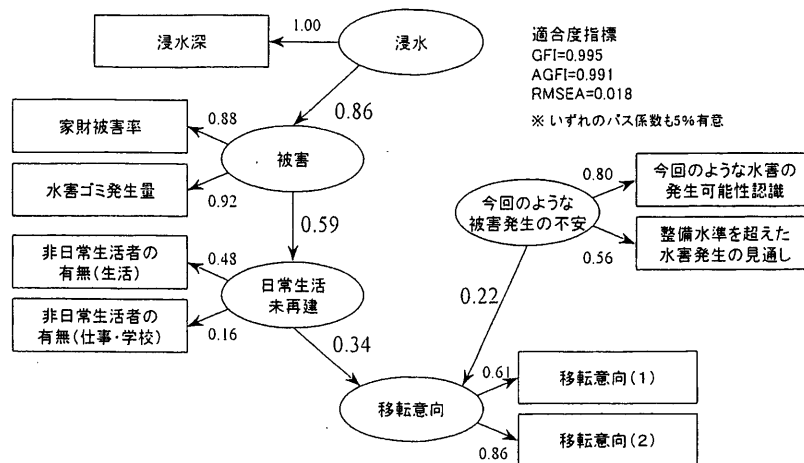 浸水深
1.00
浸水
適合度指標
GFI=0.995
AGFI=0.991
RMSEA=0.018
※ いずれのパス係数も5%有意
0.86
家財被害率
0.88
被害
水害ゴミ発生量
0.92
0.59
今回のような
被害発生の不安
0.80
今回のような水害の
発生可能性認識
0.56
整備水準を超えた
水害発生の見通し
非日常生活者の
有無(生活)
0.48
日常生活
未再建
非日常生活者の
有無(仕事・学校)
0.16
0.22
0.34
移転意向
0.61
移転意向(1)
0.86
移転意向(2)